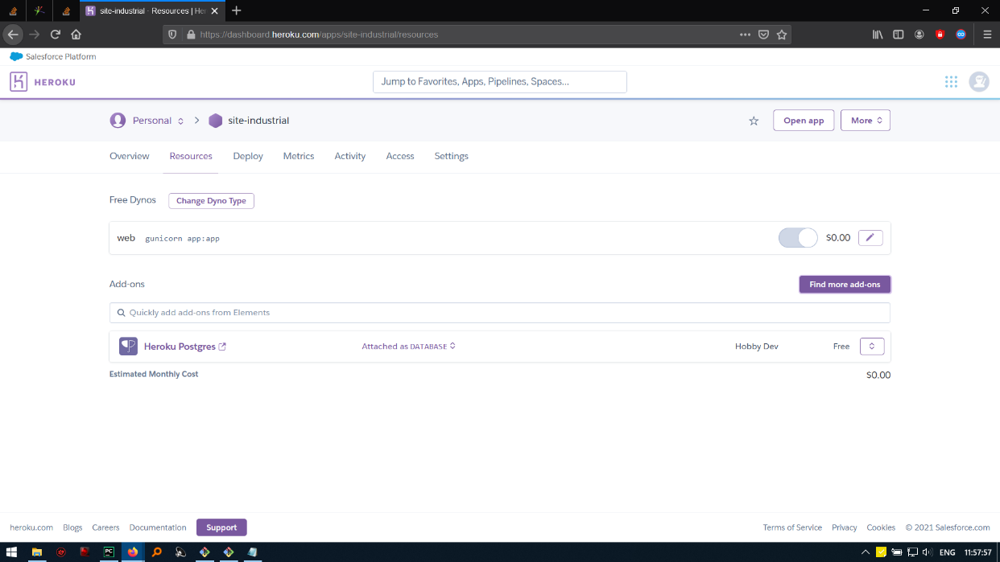 site-industrial · Resources | Her
https://dashboard.heroku.com/apps/site-industrial/resources
Salesforce Platform
HEROKU
Jump to Favorites, Apps, Pipelines, Spaces...
Personal > site-industrial
Open app
More
Overview Resources Deploy Metrics Activity Access Settings
Free Dynos
Change Dyno Type
web gunicorn app:app $0.00
Add-ons
Find more add-ons
Quickly add add-ons from Elements
Heroku Postgres Attached as DATABASE Hobby Dev Free
Estimated Monthly Cost $0.00
heroku.com Blogs Careers Documentation Support Terms of Service Privacy Cookies © 2021 Salesforce.com
PC
ENG 11:57:57